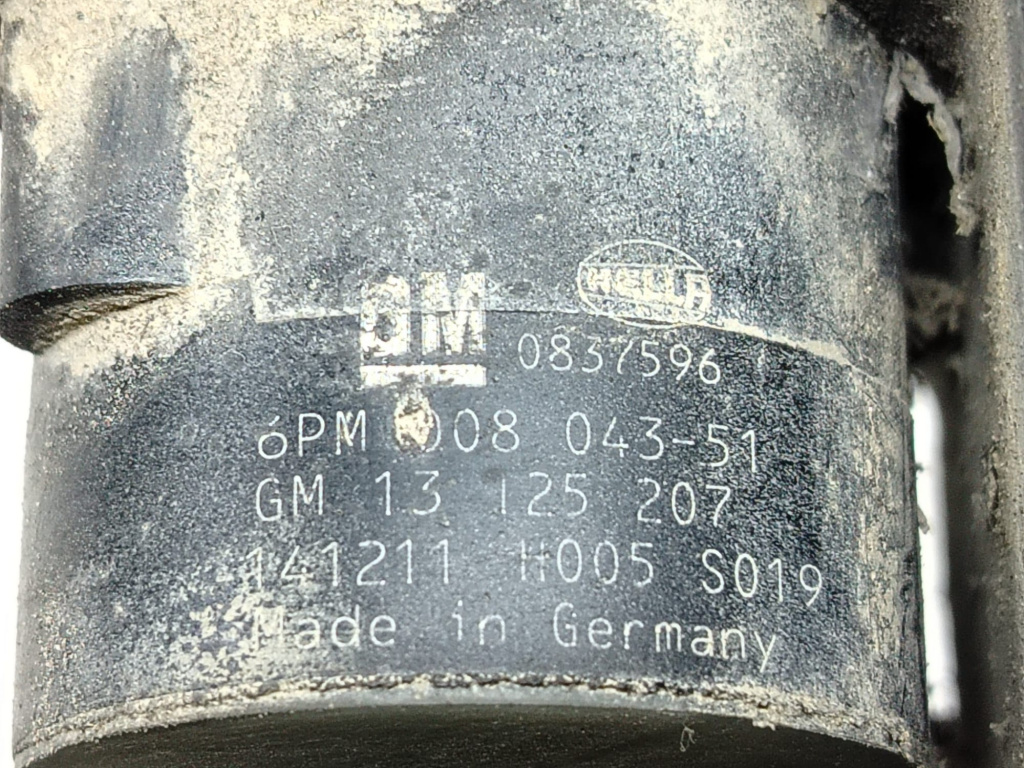 GM
HELLA
0837596
6PM 008 043-51
GM 13 125 207
141211 H005 S019
Made in Germany